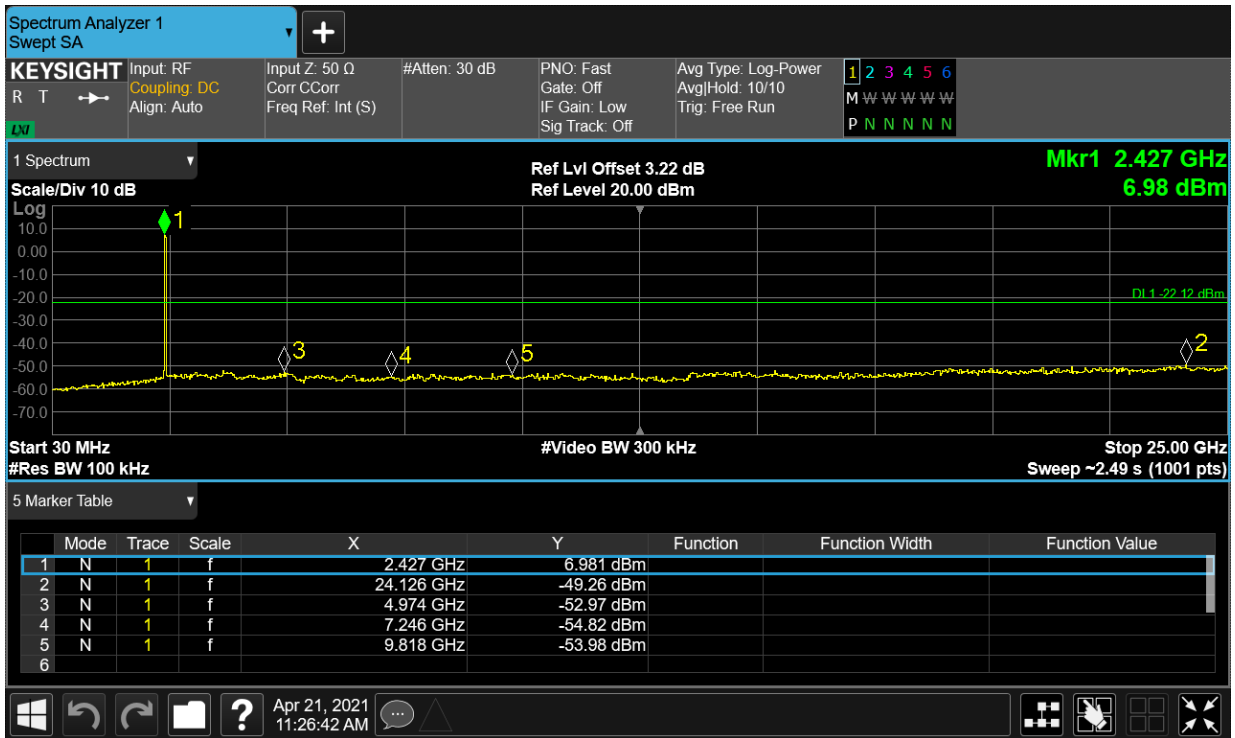 Spectrum Analyzer 1
Swept SA
+
KEYSIGHT
R T
LXI
Input: RF
Coupling: DC
Align: Auto
Input Z: 50 Ω
Corr CCorr
Freq Ref: Int (S)
#Atten: 30 dB
PNO: Fast
Gate: Off
IF Gain: Low
Sig Track: Off
Avg Type: Log-Power
Avg|Hold: 10/10
Trig: Free Run
1 2 3 4 5 6
M W W W W W
P N N N N N
1 Spectrum
Scale/Div 10 dB
Ref Lvl Offset 3.22 dB
Ref Level 20.00 dBm
Mkr1 2.427 GHz
6.98 dBm
Log
10.0
0.00
-10.0
-20.0
-30.0
-40.0
-50.0
-60.0
-70.0
1
3
4
5
2
DL1 -22.12 dBm
Start 30 MHz
#Res BW 100 kHz
#Video BW 300 kHz
Stop 25.00 GHz
Sweep ~2.49 s (1001 pts)
5 Marker Table
Mode Trace Scale X Y Function Function Width Function Value
1 N 1 f 2.427 GHz 6.981 dBm
2 N 1 f 24.126 GHz -49.26 dBm
3 N 1 f 4.974 GHz -52.97 dBm
4 N 1 f 7.246 GHz -54.82 dBm
5 N 1 f 9.818 GHz -53.98 dBm
6
?
Apr 21, 2021
11:26:42 AM